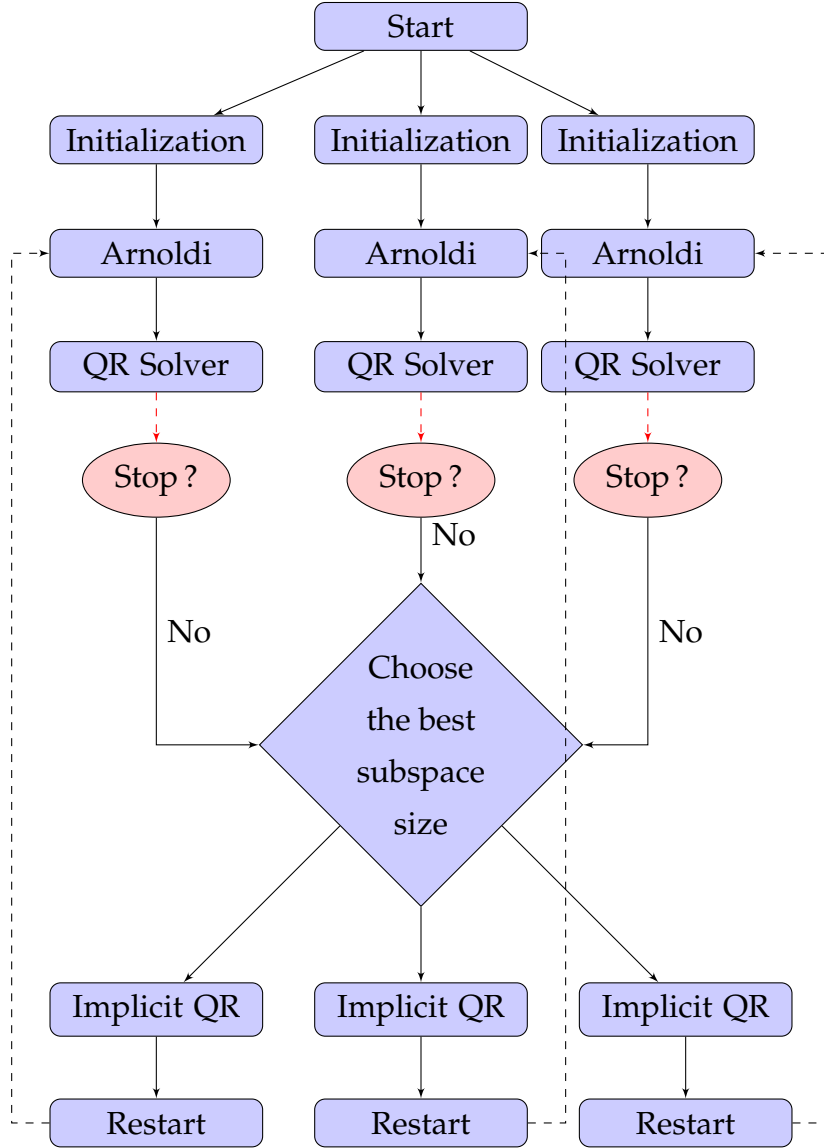 Start
Initialization Initialization Initialization
Arnoldi Arnoldi Arnoldi
QR Solver QR Solver QR Solver
Stop ? Stop ? Stop ?
No
No No
Choose
the best
subspace
size
Implicit QR Implicit QR Implicit QR
Restart Restart Restart